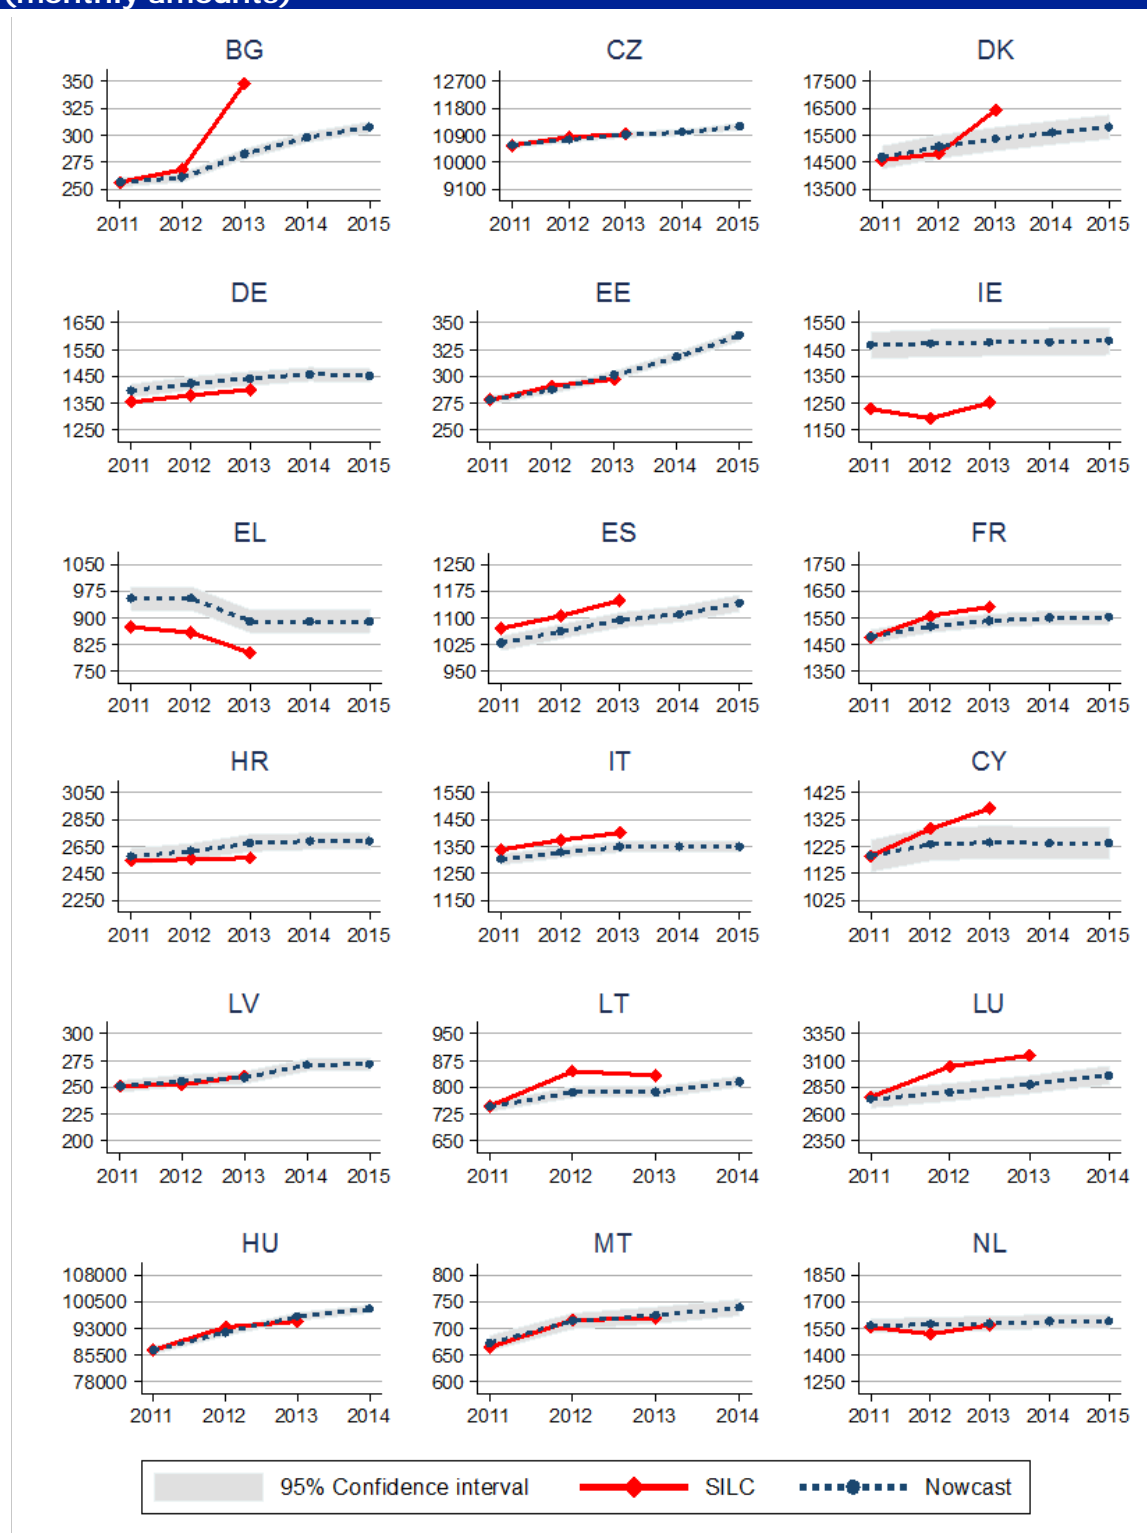 (monthly amounts)
BG CZ DK
350 12700 17500
325 11800 16500
300 10900 15500
275 10000 14500
250 9100 13500
2011 2012 2013 2014 2015 2011 2012 2013 2014 2015 2011 2012 2013 2014 2015
DE EE IE
1650 350 1550
1550 325 1450
1450 300 1350
1350 275 1250
1250 250 1150
2011 2012 2013 2014 2015 2011 2012 2013 2014 2015 2011 2012 2013 2014 2015
EL ES FR
1050 1250 1750
975 1175 1650
900 1100 1550
825 1025 1450
750 950 1350
2011 2012 2013 2014 2015 2011 2012 2013 2014 2015 2011 2012 2013 2014 2015
HR IT CY
3050 1550 1425
2850 1450 1325
2650 1350 1225
2450 1250 1125
2250 1150 1025
2011 2012 2013 2014 2015 2011 2012 2013 2014 2015 2011 2012 2013 2014 2015
LV LT LU
300 950 3350
275 875 3100
250 800 2850
225 725 2600
200 650 2350
2011 2012 2013 2014 2015 2011 2012 2013 2014 2011 2012 2013 2014
HU MT NL
108000 800 1850
100500 750 1700
93000 700 1550
85500 650 1400
78000 600 1250
2011 2012 2013 2014 2011 2012 2013 2014 2011 2012 2013 2014 2015
95% Confidence interval SILC Nowcast